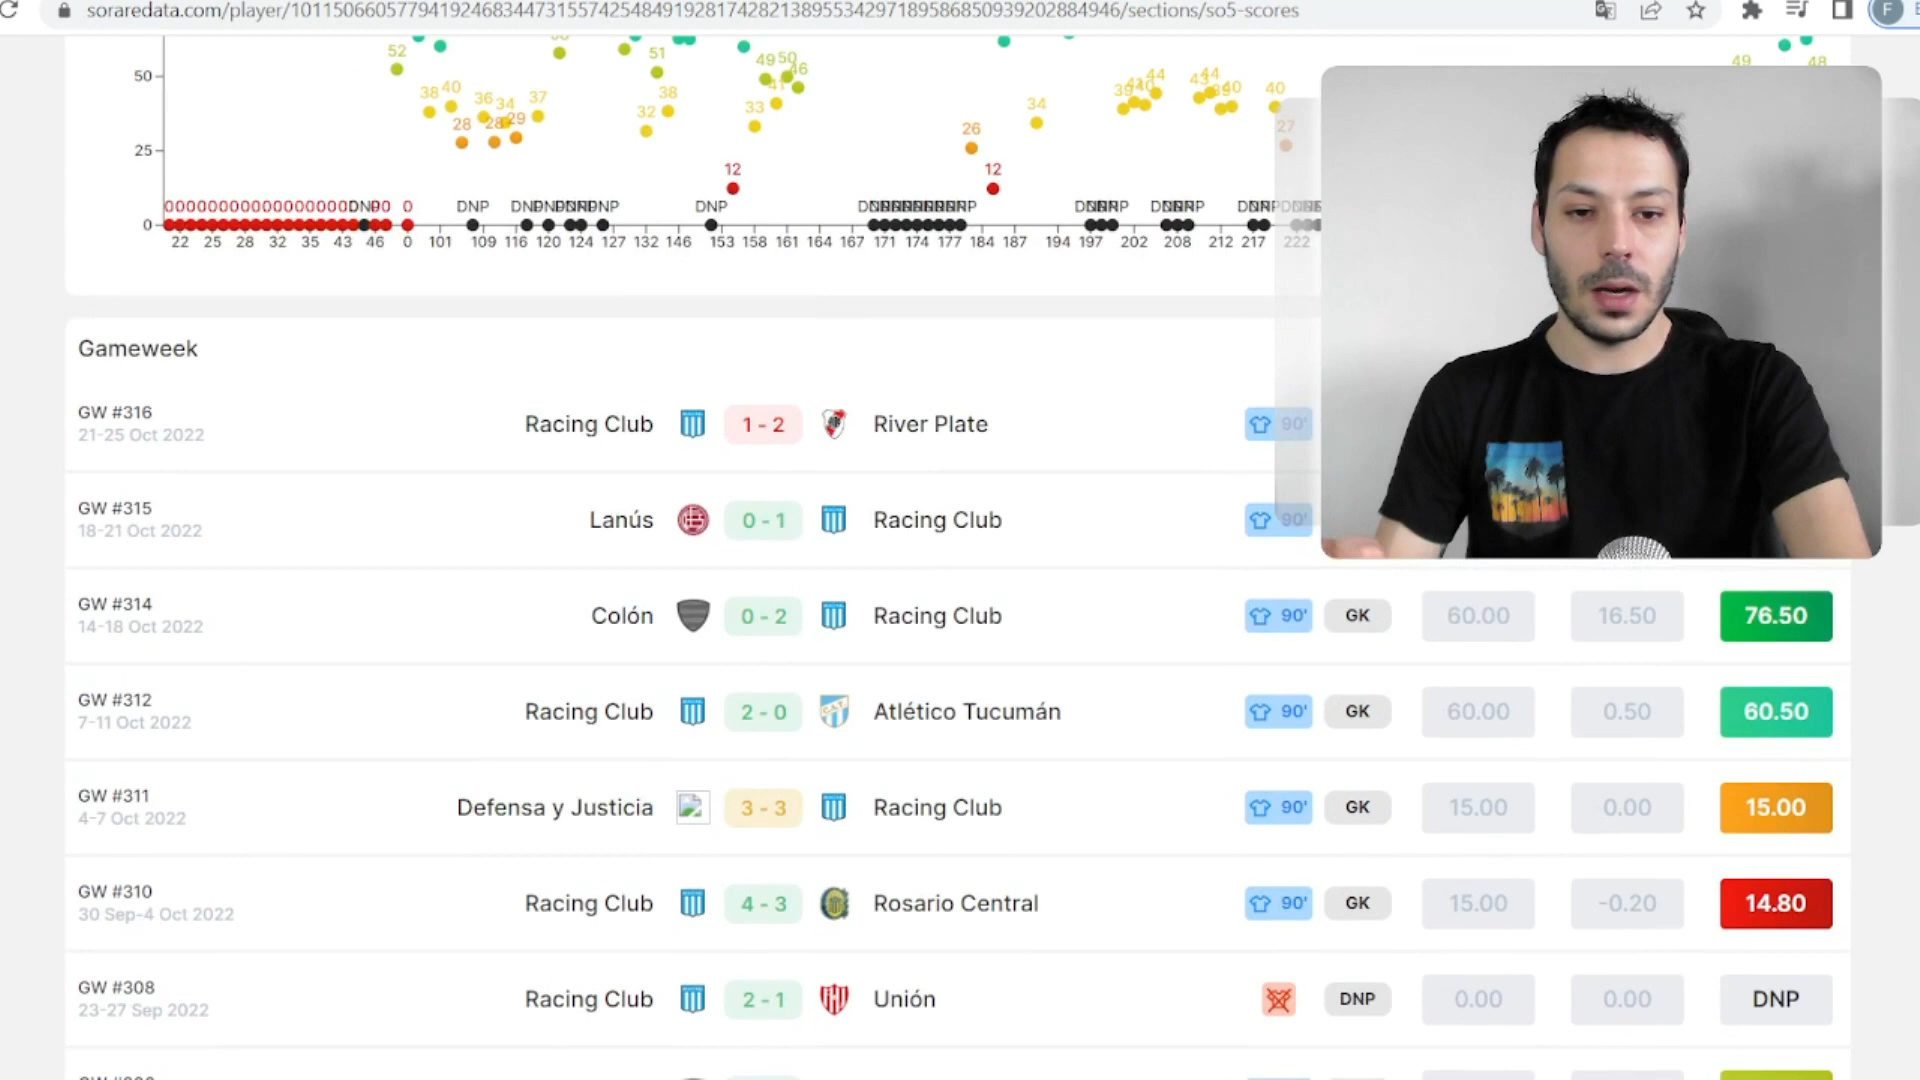 soraredata.com/player/101150660577941924683447315574254849192817428213895534297189586850939202884946/sections/so5-scores
F
52
38 40 36 34 37
28 28 29
51
32 38
49 50 46
33 41
12
26
12
34
44
43 44 40
40
27
49
48
50
25
0
DNP
22 25 28 32 35 43 46 0 101 109 116 120 124 127 132 146 153 158 161 164 167 171 174 177 184 187 194 197 202 208 212 217 222
Gameweek
GW #316
21-25 Oct 2022
Racing Club 1 - 2 River Plate 90'
GW #315
18-21 Oct 2022
Lanús 0 - 1 Racing Club 90'
GW #314
14-18 Oct 2022
Colón 0 - 2 Racing Club 90' GK 60.00 16.50 76.50
GW #312
7-11 Oct 2022
Racing Club 2 - 0 Atlético Tucumán 90' GK 60.00 0.50 60.50
GW #311
4-7 Oct 2022
Defensa y Justicia 3 - 3 Racing Club 90' GK 15.00 0.00 15.00
GW #310
30 Sep-4 Oct 2022
Racing Club 4 - 3 Rosario Central 90' GK 15.00 -0.20 14.80
GW #308
23-27 Sep 2022
Racing Club 2 - 1 Unión DNP 0.00 0.00 DNP